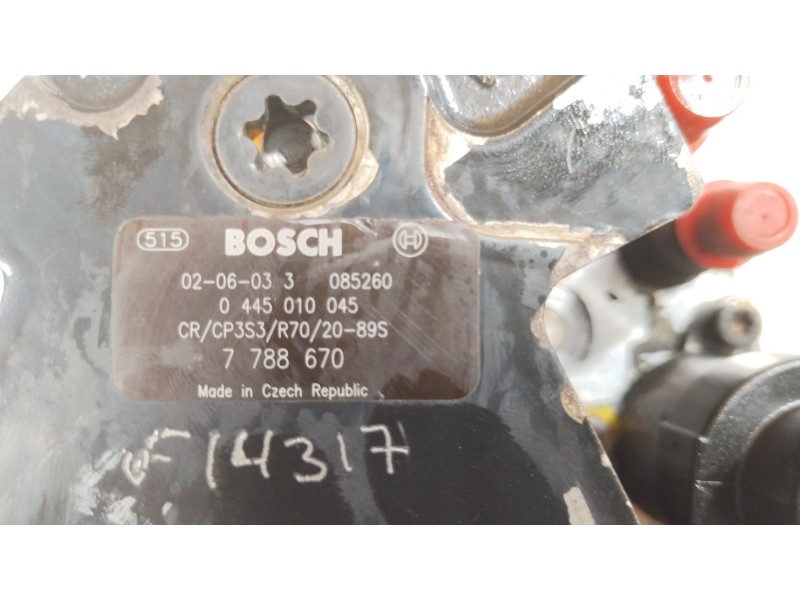 515 BOSCH
02-06-03 3 085260
0 445 010 045
CR/CP3S3/R70/20-89S
7 788 670
Made in Czech Republic
14317